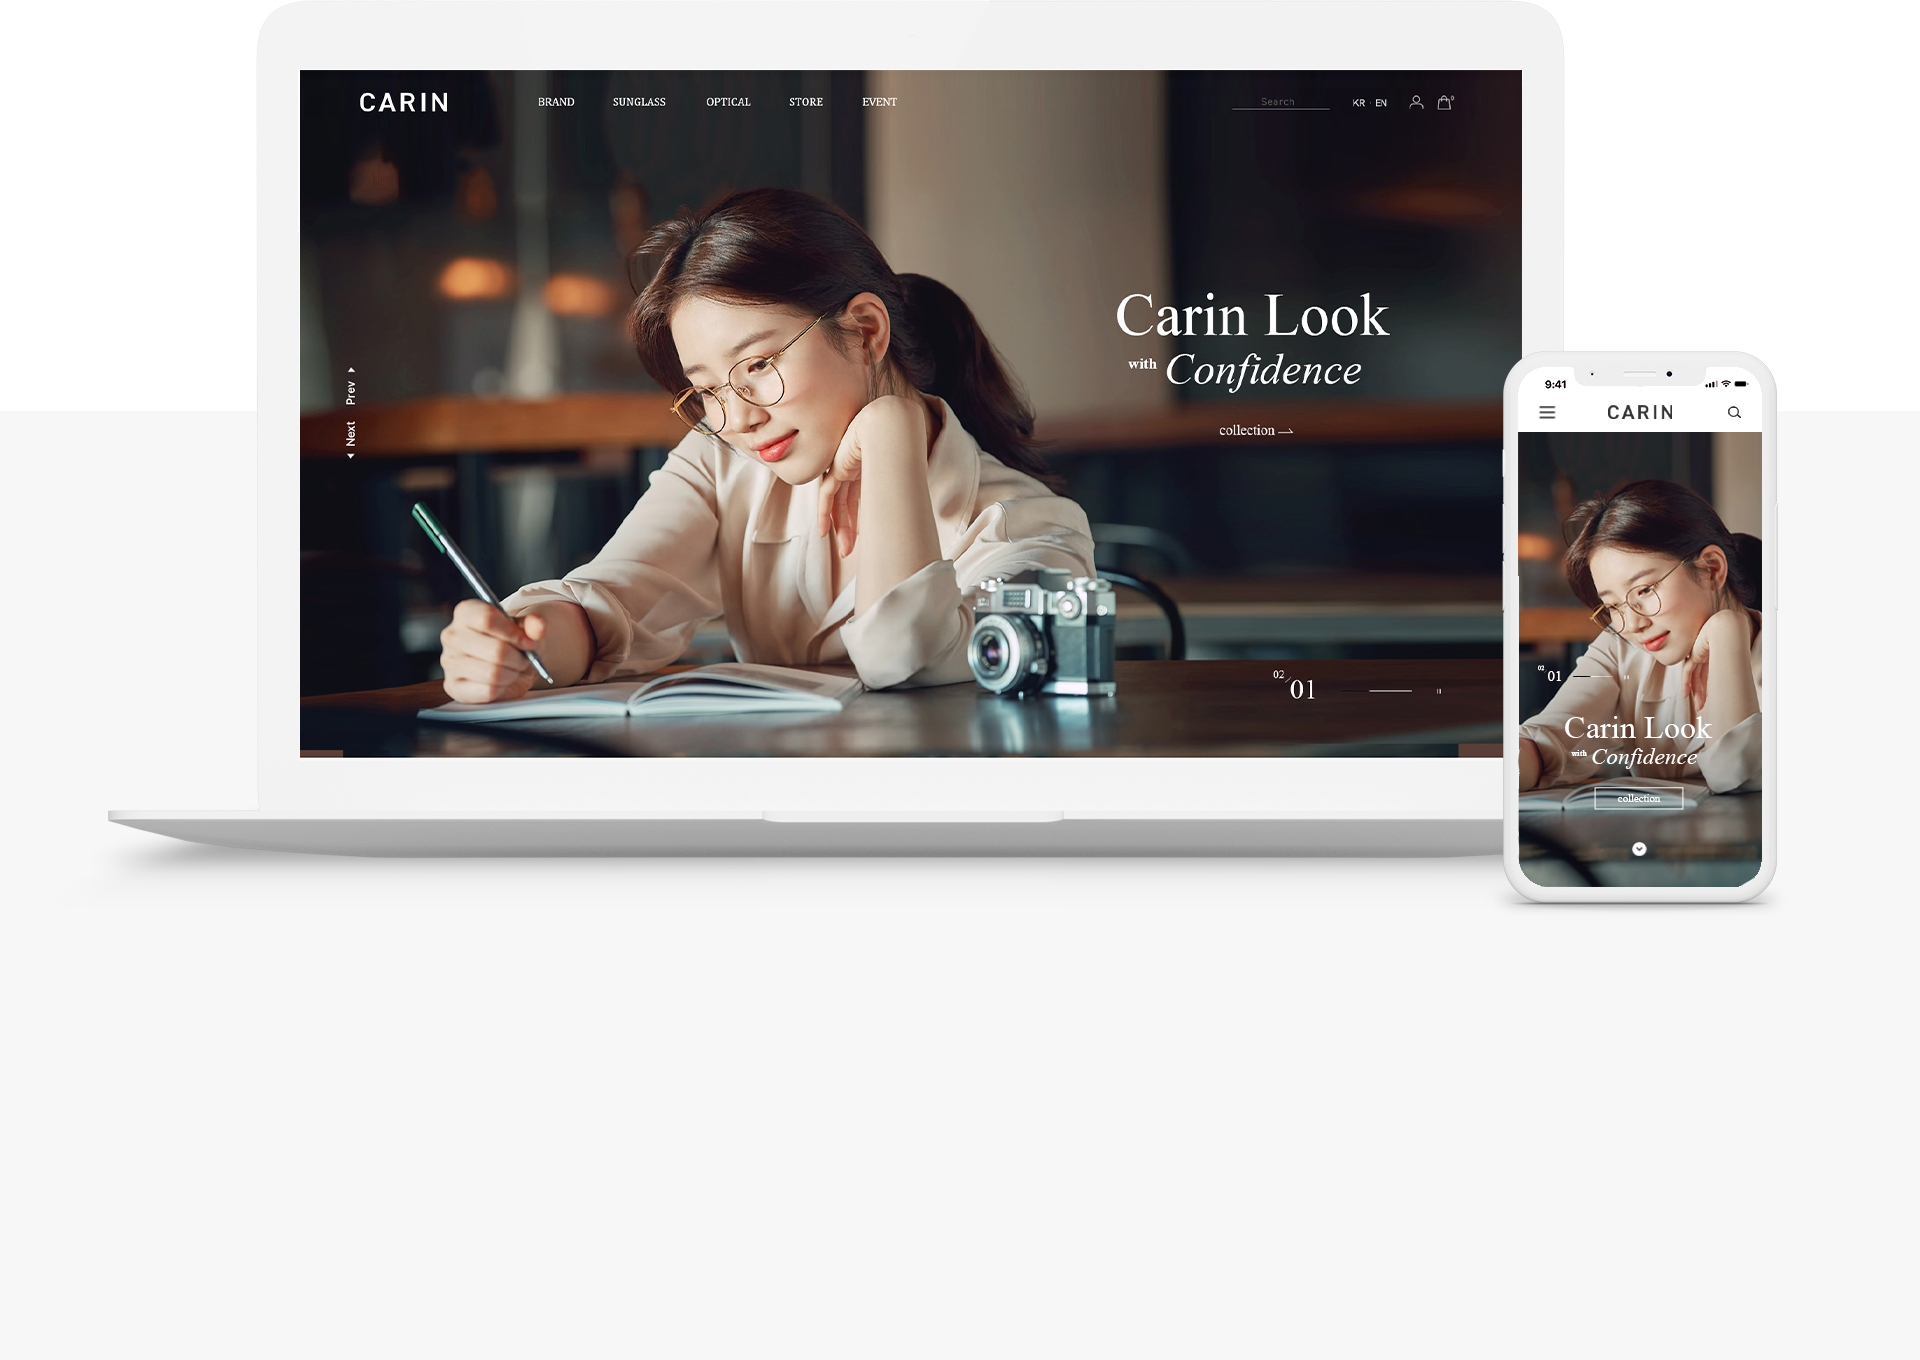 CARIN
BRAND SUNGLASS OPTICAL STORE EVENT
Search
KR · EN
0
Carin Look
with Confidence
collection
Prev
Next
02
01
9:41
CARIN
02
01
Carin Look
with Confidence
collection